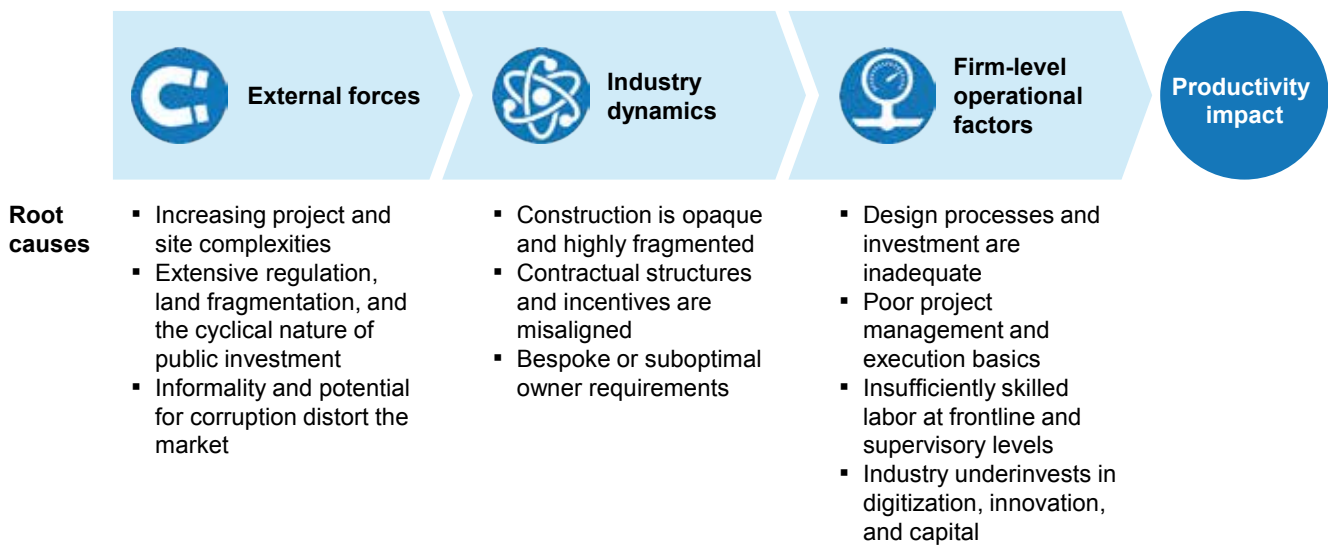 External forces
Industry
dynamics
Firm-level
operational
factors
Productivity
impact
Root
causes
▪ Increasing project and
site complexities
▪ Extensive regulation,
land fragmentation, and
the cyclical nature of
public investment
▪ Informality and potential
for corruption distort the
market
▪ Construction is opaque
and highly fragmented
▪ Contractual structures
and incentives are
misaligned
▪ Bespoke or suboptimal
owner requirements
▪ Design processes and
investment are
inadequate
▪ Poor project
management and
execution basics
▪ Insufficiently skilled
labor at frontline and
supervisory levels
▪ Industry underinvests in
digitization, innovation,
and capital